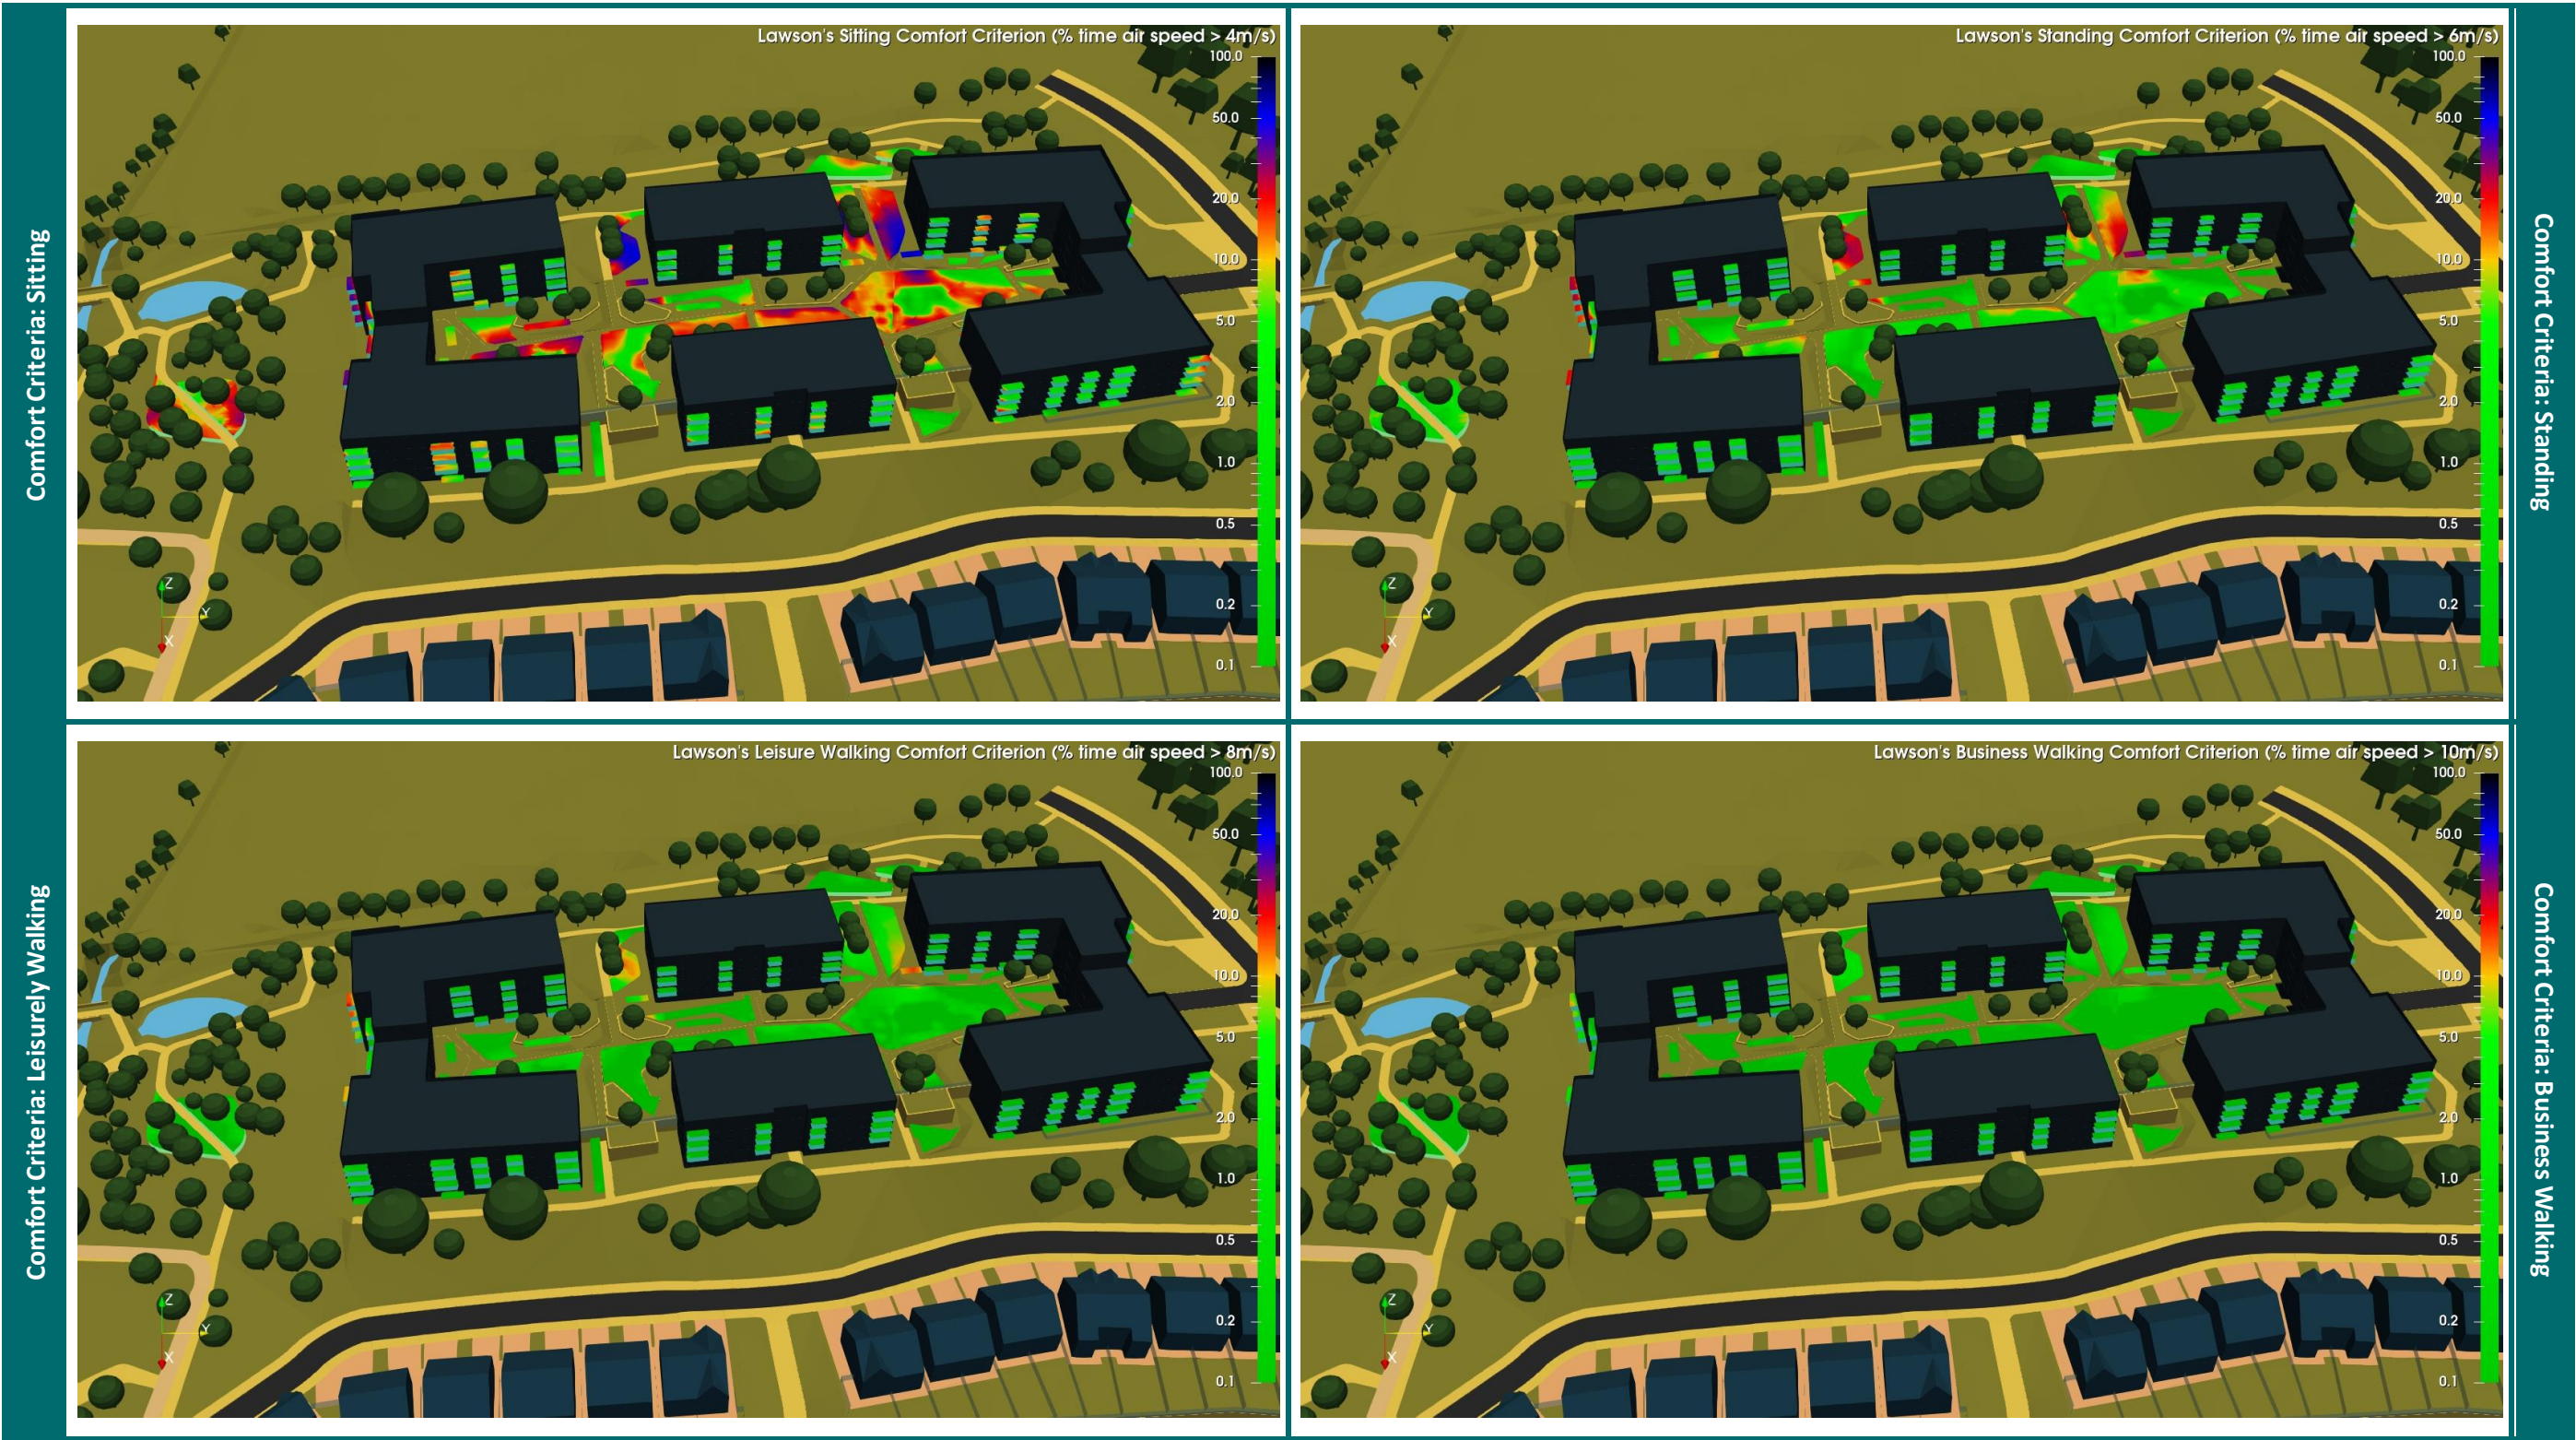 Comfort Criteria: Sitting
Lawson's Sitting Comfort Criterion (% time air speed > 4m/s)
100.0
50.0
20.0
10.0
5.0
2.0
1.0
0.5
0.2
0.1
Z
Y
X
Lawson's Standing Comfort Criterion (% time air speed > 6m/s)
100.0
50.0
20.0
10.0
5.0
2.0
1.0
0.5
0.2
0.1
Z
Y
X
Comfort Criteria: Standing
Comfort Criteria: Leisurely Walking
Lawson's Leisure Walking Comfort Criterion (% time air speed > 8m/s)
100.0
50.0
20.0
10.0
5.0
2.0
1.0
0.5
0.2
0.1
Z
Y
X
Lawson's Business Walking Comfort Criterion (% time air speed > 10m/s)
100.0
50.0
20.0
10.0
5.0
2.0
1.0
0.5
0.2
0.1
Z
Y
X
Comfort Criteria: Business Walking